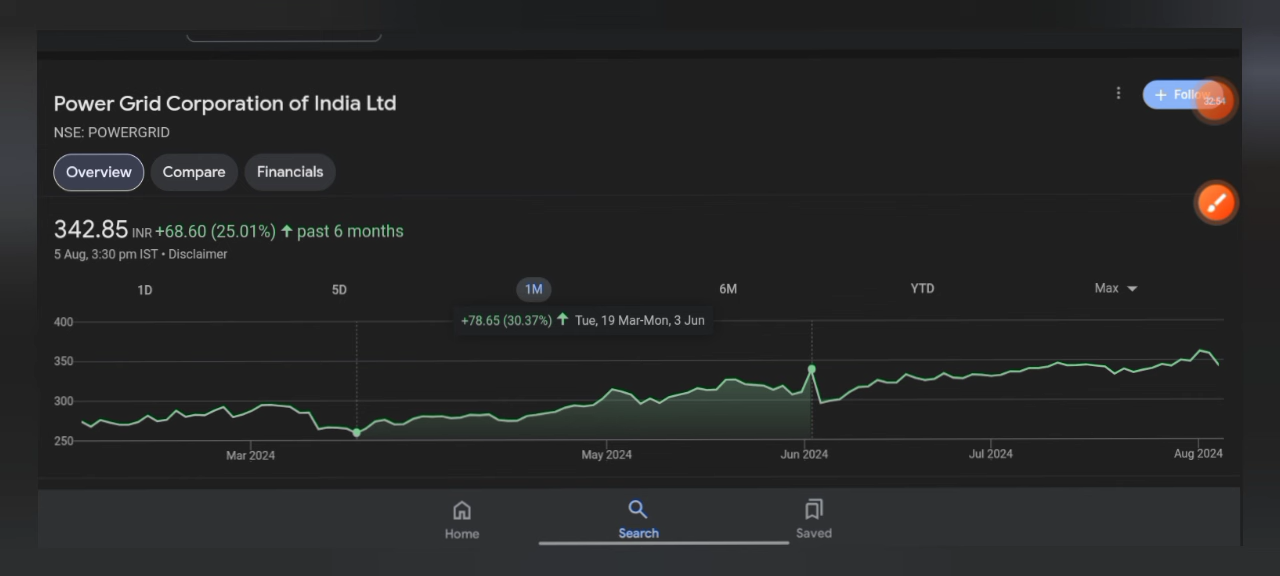 Power Grid Corporation of India Ltd
+ Follo
32:54
NSE: POWERGRID
Overview Compare Financials
342.85 INR +68.60 (25.01%) ↑ past 6 months
5 Aug, 3:30 pm IST • Disclaimer
1D 5D 1M 6M YTD Max
+78.65 (30.37%) ↑ Tue, 19 Mar-Mon, 3 Jun
400
350
300
250
Mar 2024 May 2024 Jun 2024 Jul 2024 Aug 2024
Home Search Saved